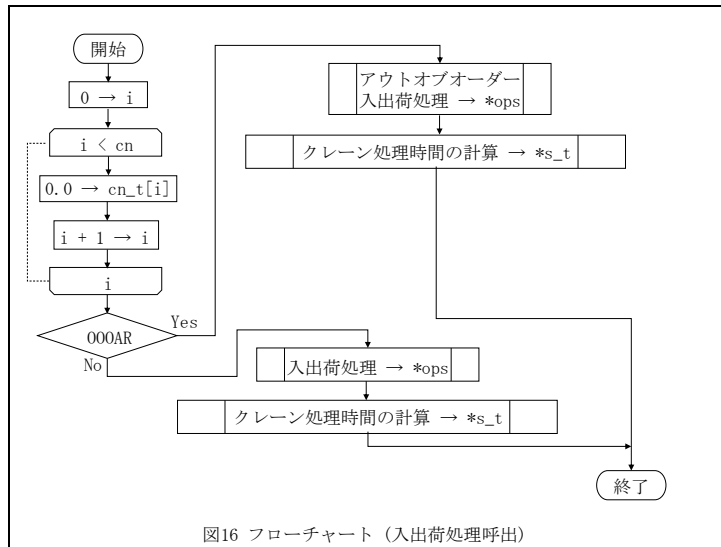 開始
0 → i
i < cn
0.0 → cn_t[i]
i + 1 → i
i
OOOAR
Yes
No
アウトオブオーダー
入出荷処理 → *ops
クレーン処理時間の計算 → *s_t
入出荷処理 → *ops
クレーン処理時間の計算 → *s_t
終了
図16 フローチャート (入出荷処理呼出)